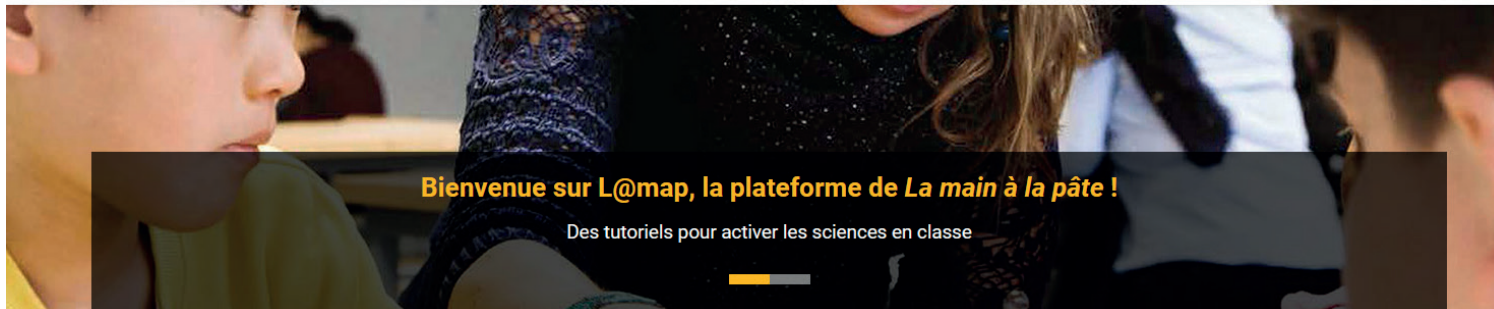 Bienvenue sur L@map, la plateforme de La main à la pâte !
Des tutoriels pour activer les sciences en classe